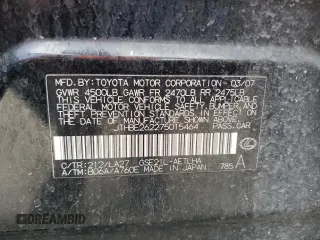 MFD. BY: TOYOTA MOTOR CORPORATION 03/07
GVWR 4500LB GAWR FR 2470LB RR 2475LB
THIS VEHICLE CONFORMS TO ALL APPLICABLE
FEDERAL MOTOR VEHICLE SAFETY, BUMPER, AND
THEFT PREVENTION STANDARDS IN EFFECT ON
THE DATE OF MANUFACTURE SHOWN ABOVE.
JTHBE262275015464 PASS.CAR
C/TR: 212/LA27 GSE21L-AETLHA
A/TM: B06A/A760E MADE IN JAPAN 785 A